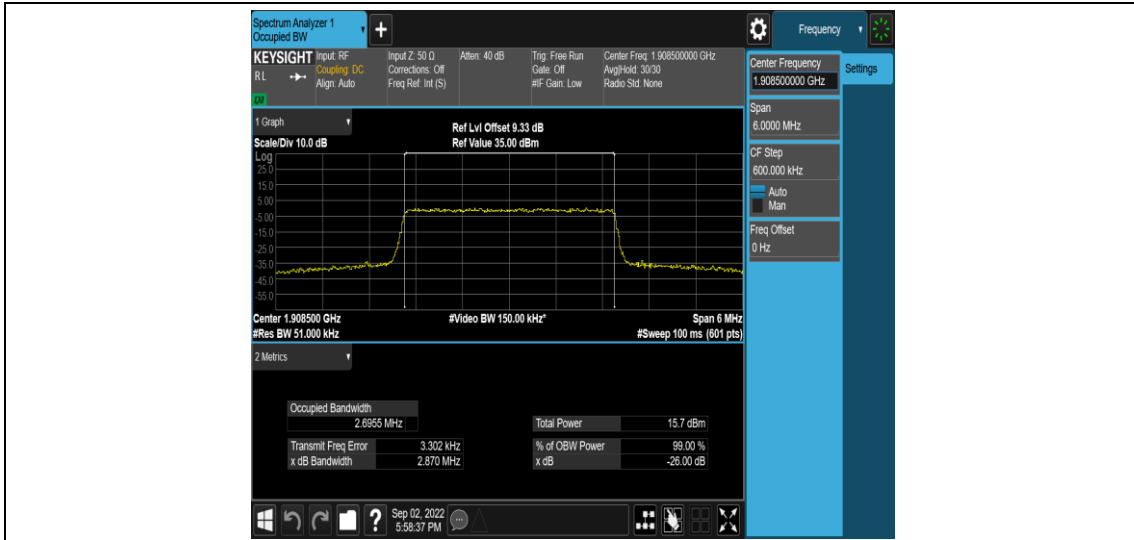 Spectrum Analyzer 1
Occupied BW
+
Frequency
KEYSIGHT
RL
Input: RF
Coupling: DC
Align: Auto
Input Z: 50 Ω
Corrections: Off
Freq Ref: Int (S)
Atten: 40 dB
Trig: Free Run
Gate: Off
#IF Gain: Low
Center Freq: 1.908500000 GHz
Avg|Hold: 30/30
Radio Std: None
Center Frequency
1.908500000 GHz
Settings
Span
6.0000 MHz
CF Step
600.000 kHz
Auto
Man
Freq Offset
0 Hz
1 Graph
Scale/Div 10.0 dB
Ref Lvl Offset 9.33 dB
Ref Value 35.00 dBm
Log
25.0
15.0
5.00
-5.00
-15.0
-25.0
-35.0
-45.0
-55.0
Center 1.908500 GHz
#Res BW 51.000 kHz
#Video BW 150.00 kHz*
Span 6 MHz
#Sweep 100 ms (601 pts)
2 Metrics
Occupied Bandwidth
2.6955 MHz
Total Power 15.7 dBm
Transmit Freq Error 3.302 kHz
% of OBW Power 99.00 %
x dB Bandwidth 2.870 MHz
x dB -26.00 dB
?
Sep 02, 2022
5:58:37 PM